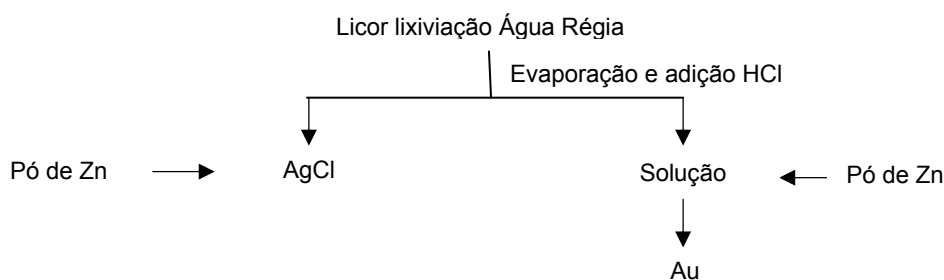 Licor lixiviação Água Régia
Evaporação e adição HCl
Pó de Zn
AgCl
Solução
Pó de Zn
Au